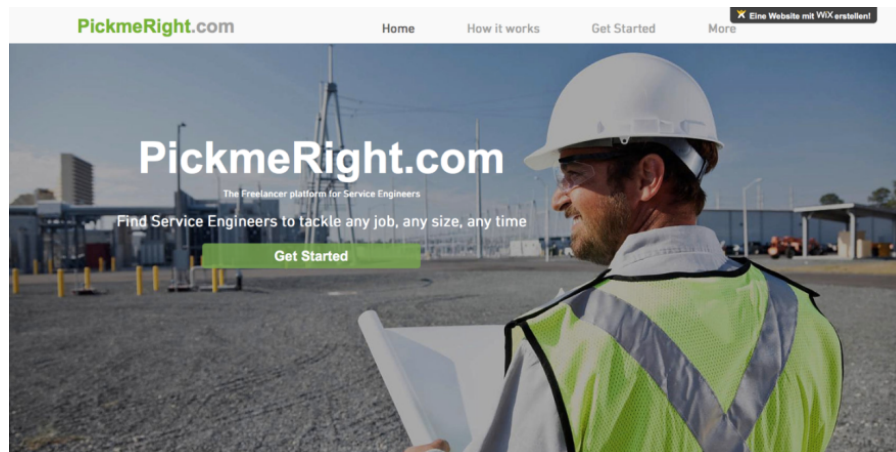 PickmeRight.com
Home
How it works
Get Started
More
Eine Website mit WiX erstellen!
PickmeRight.com
The Freelancer platform for Service Engineers
Find Service Engineers to tackle any job, any size, any time
Get Started